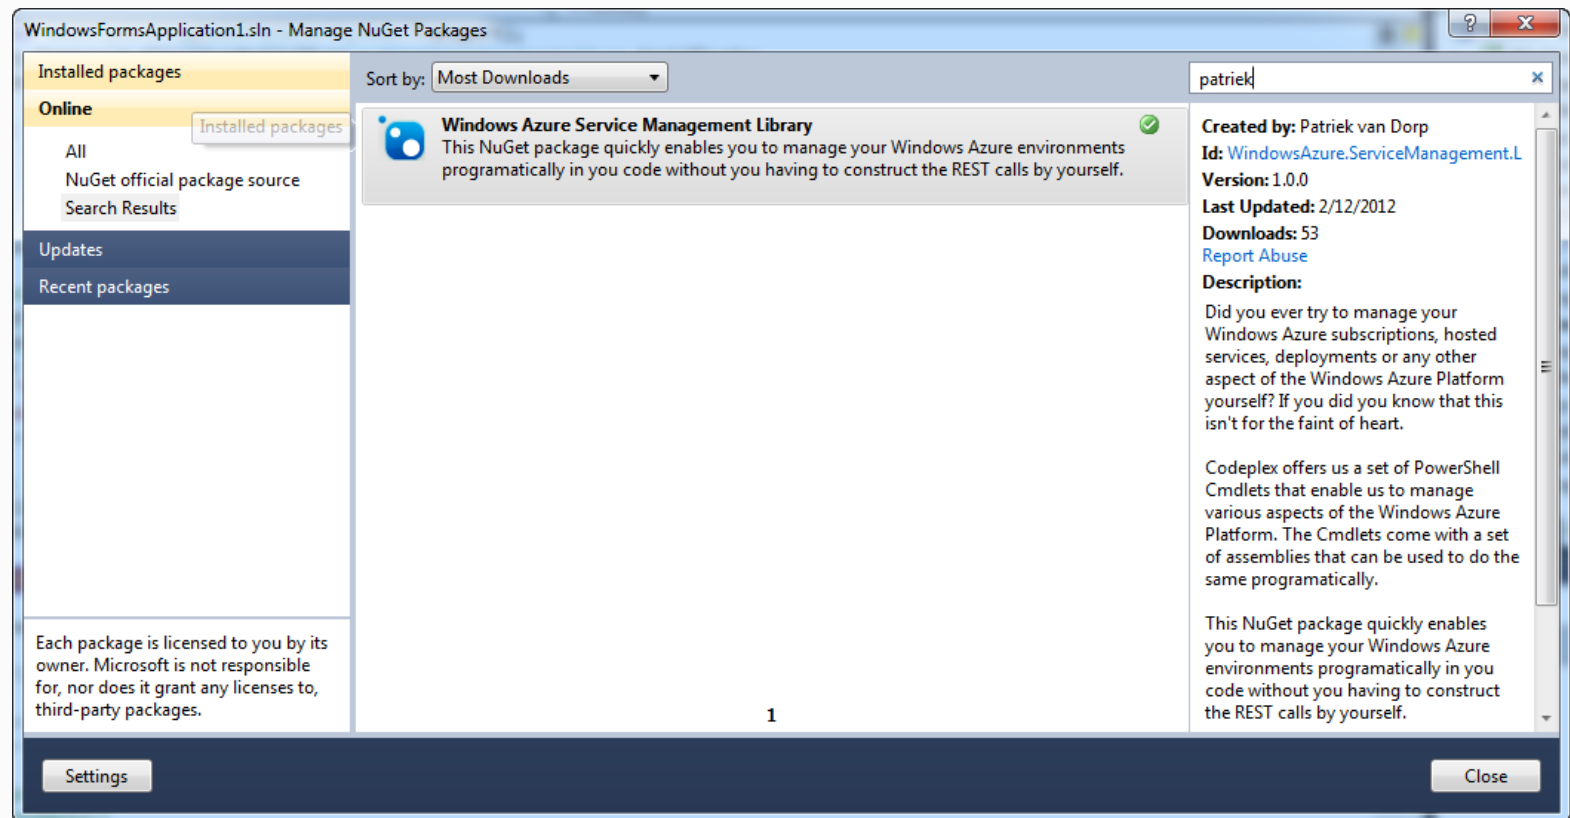 WindowsFormsApplication1.sln - Manage NuGet Packages
Installed packages
Online
Installed packages
All
NuGet official package source
Search Results
Updates
Recent packages
Each package is licensed to you by its
owner. Microsoft is not responsible
for, nor does it grant any licenses to,
third-party packages.
Sort by: Most Downloads
Windows Azure Service Management Library
This NuGet package quickly enables you to manage your Windows Azure environments
programatically in you code without you having to construct the REST calls by yourself.
1
patriek
Created by: Patriek van Dorp
Id: WindowsAzure.ServiceManagement.L
Version: 1.0.0
Last Updated: 2/12/2012
Downloads: 53
Report Abuse
Description:
Did you ever try to manage your
Windows Azure subscriptions, hosted
services, deployments or any other
aspect of the Windows Azure Platform
yourself? If you did you know that this
isn't for the faint of heart.
Codeplex offers us a set of PowerShell
Cmdlets that enable us to manage
various aspects of the Windows Azure
Platform. The Cmdlets come with a set
of assemblies that can be used to do the
same programatically.
This NuGet package quickly enables
you to manage your Windows Azure
environments programatically in you
code without you having to construct
the REST calls by yourself.
Settings
Close